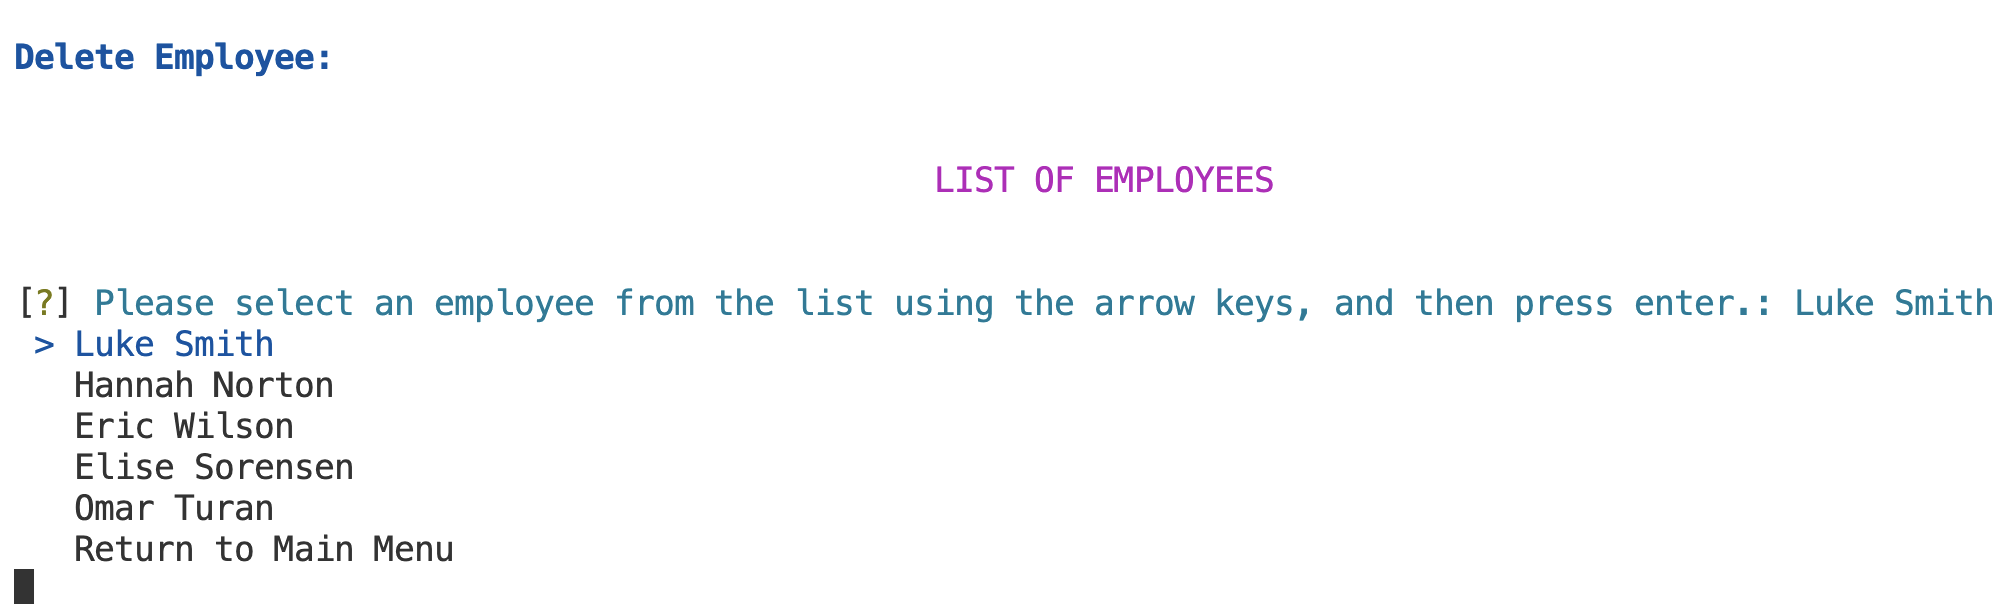 Delete Employee:
LIST OF EMPLOYEES
[?] Please select an employee from the list using the arrow keys, and then press enter.: Luke Smith
> Luke Smith
Hannah Norton
Eric Wilson
Elise Sorensen
Omar Turan
Return to Main Menu